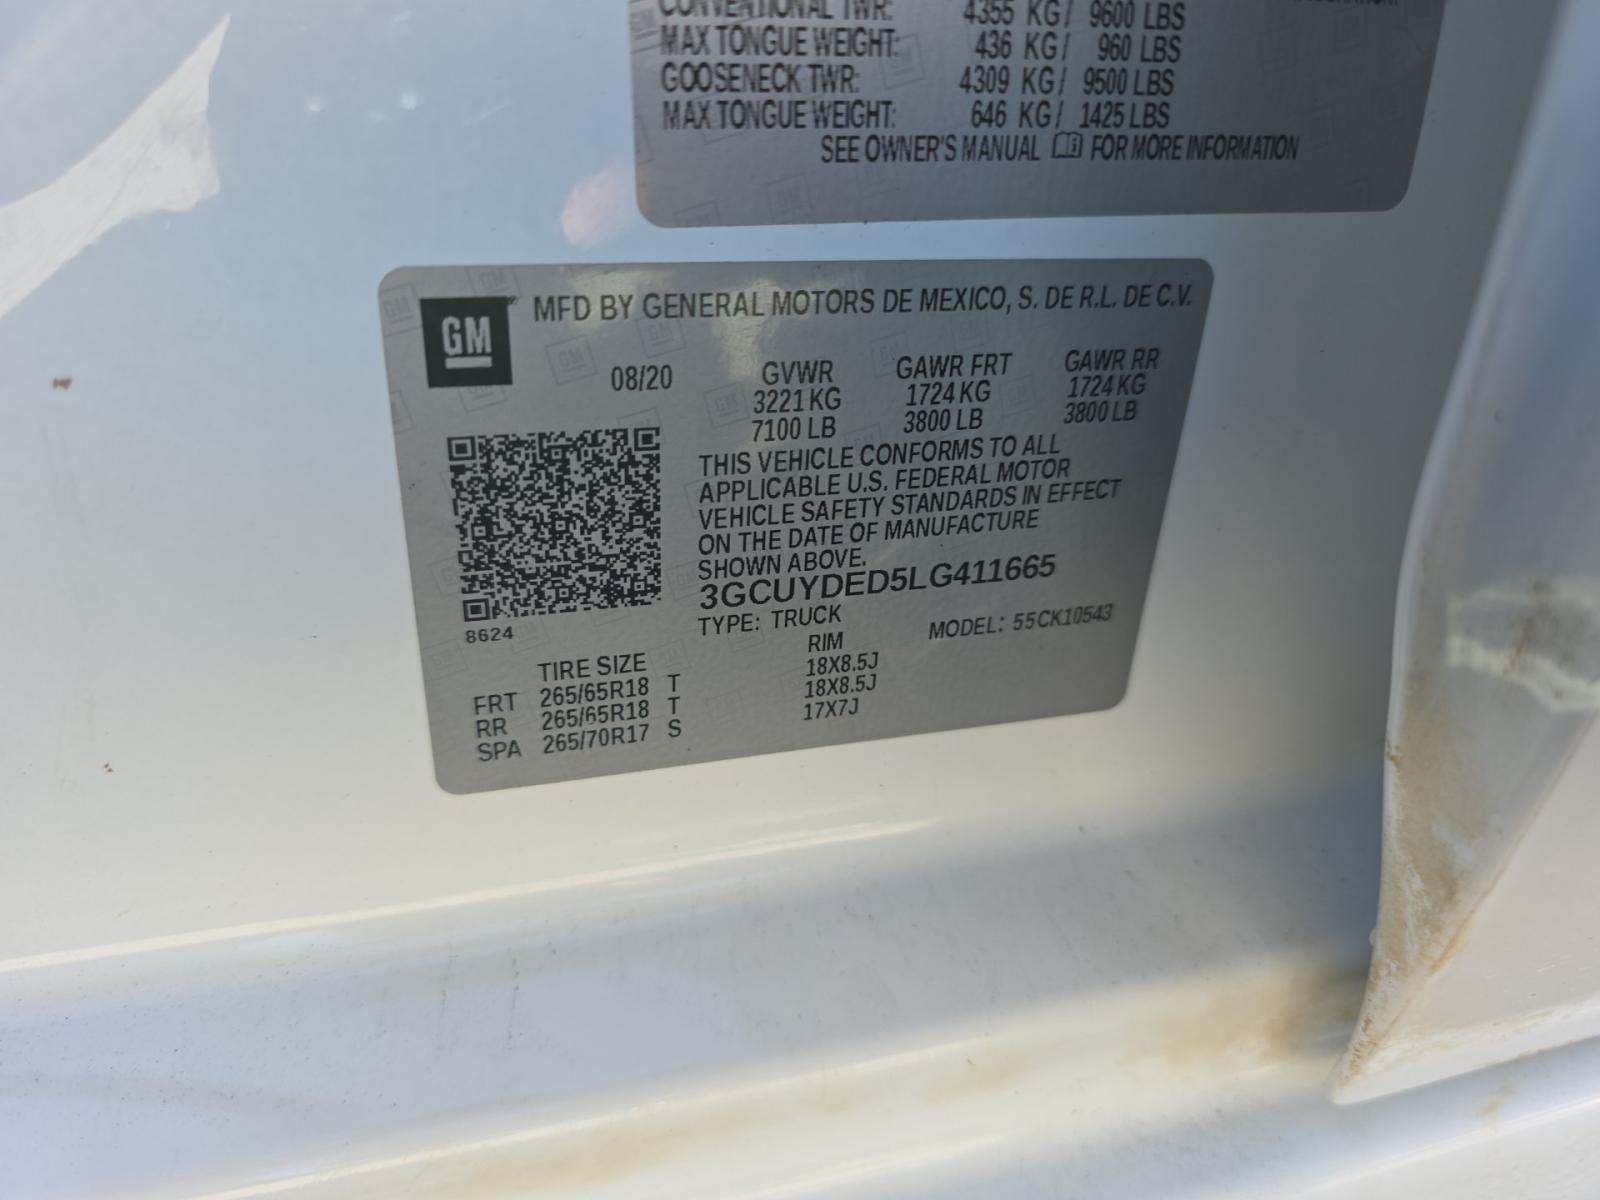 CONVENTIONAL TWR: 4355 KG/ 9600 LBS
MAX TONGUE WEIGHT: 436 KG/ 960 LBS
GOOSENECK TWR: 4309 KG/ 9500 LBS
MAX TONGUE WEIGHT: 646 KG/ 1425 LBS
SEE OWNER'S MANUAL FOR MORE INFORMATION
GM
MFD BY GENERAL MOTORS DE MEXICO, S. DE R.L. DE C.V.
08/20 GVWR GAWR FRT GAWR RR
3221 KG 1724 KG 1724 KG
7100 LB 3800 LB 3800 LB
THIS VEHICLE CONFORMS TO ALL
APPLICABLE U.S. FEDERAL MOTOR
VEHICLE SAFETY STANDARDS IN EFFECT
ON THE DATE OF MANUFACTURE
SHOWN ABOVE.
3GCUYDED5LG411665
TYPE: TRUCK MODEL: 55CK10543
8624
TIRE SIZE RIM
FRT 265/65R18 T 18X8.5J
RR 265/65R18 T 18X8.5J
SPA 265/70R17 S 17X7J